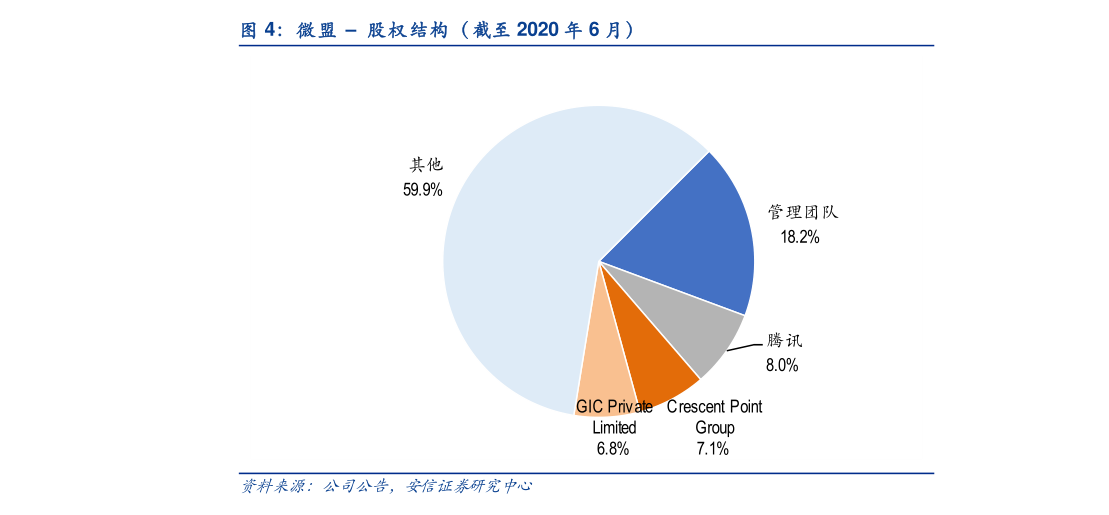 图 4：微盟 – 股权结构（截至 2020 年 6 月）
其他
59.9%
管理团队
18.2%
腾讯
8.0%
GIC Private
Limited
6.8%
Crescent Point
Group
7.1%
资料来源：公司公告，安信证券研究中心